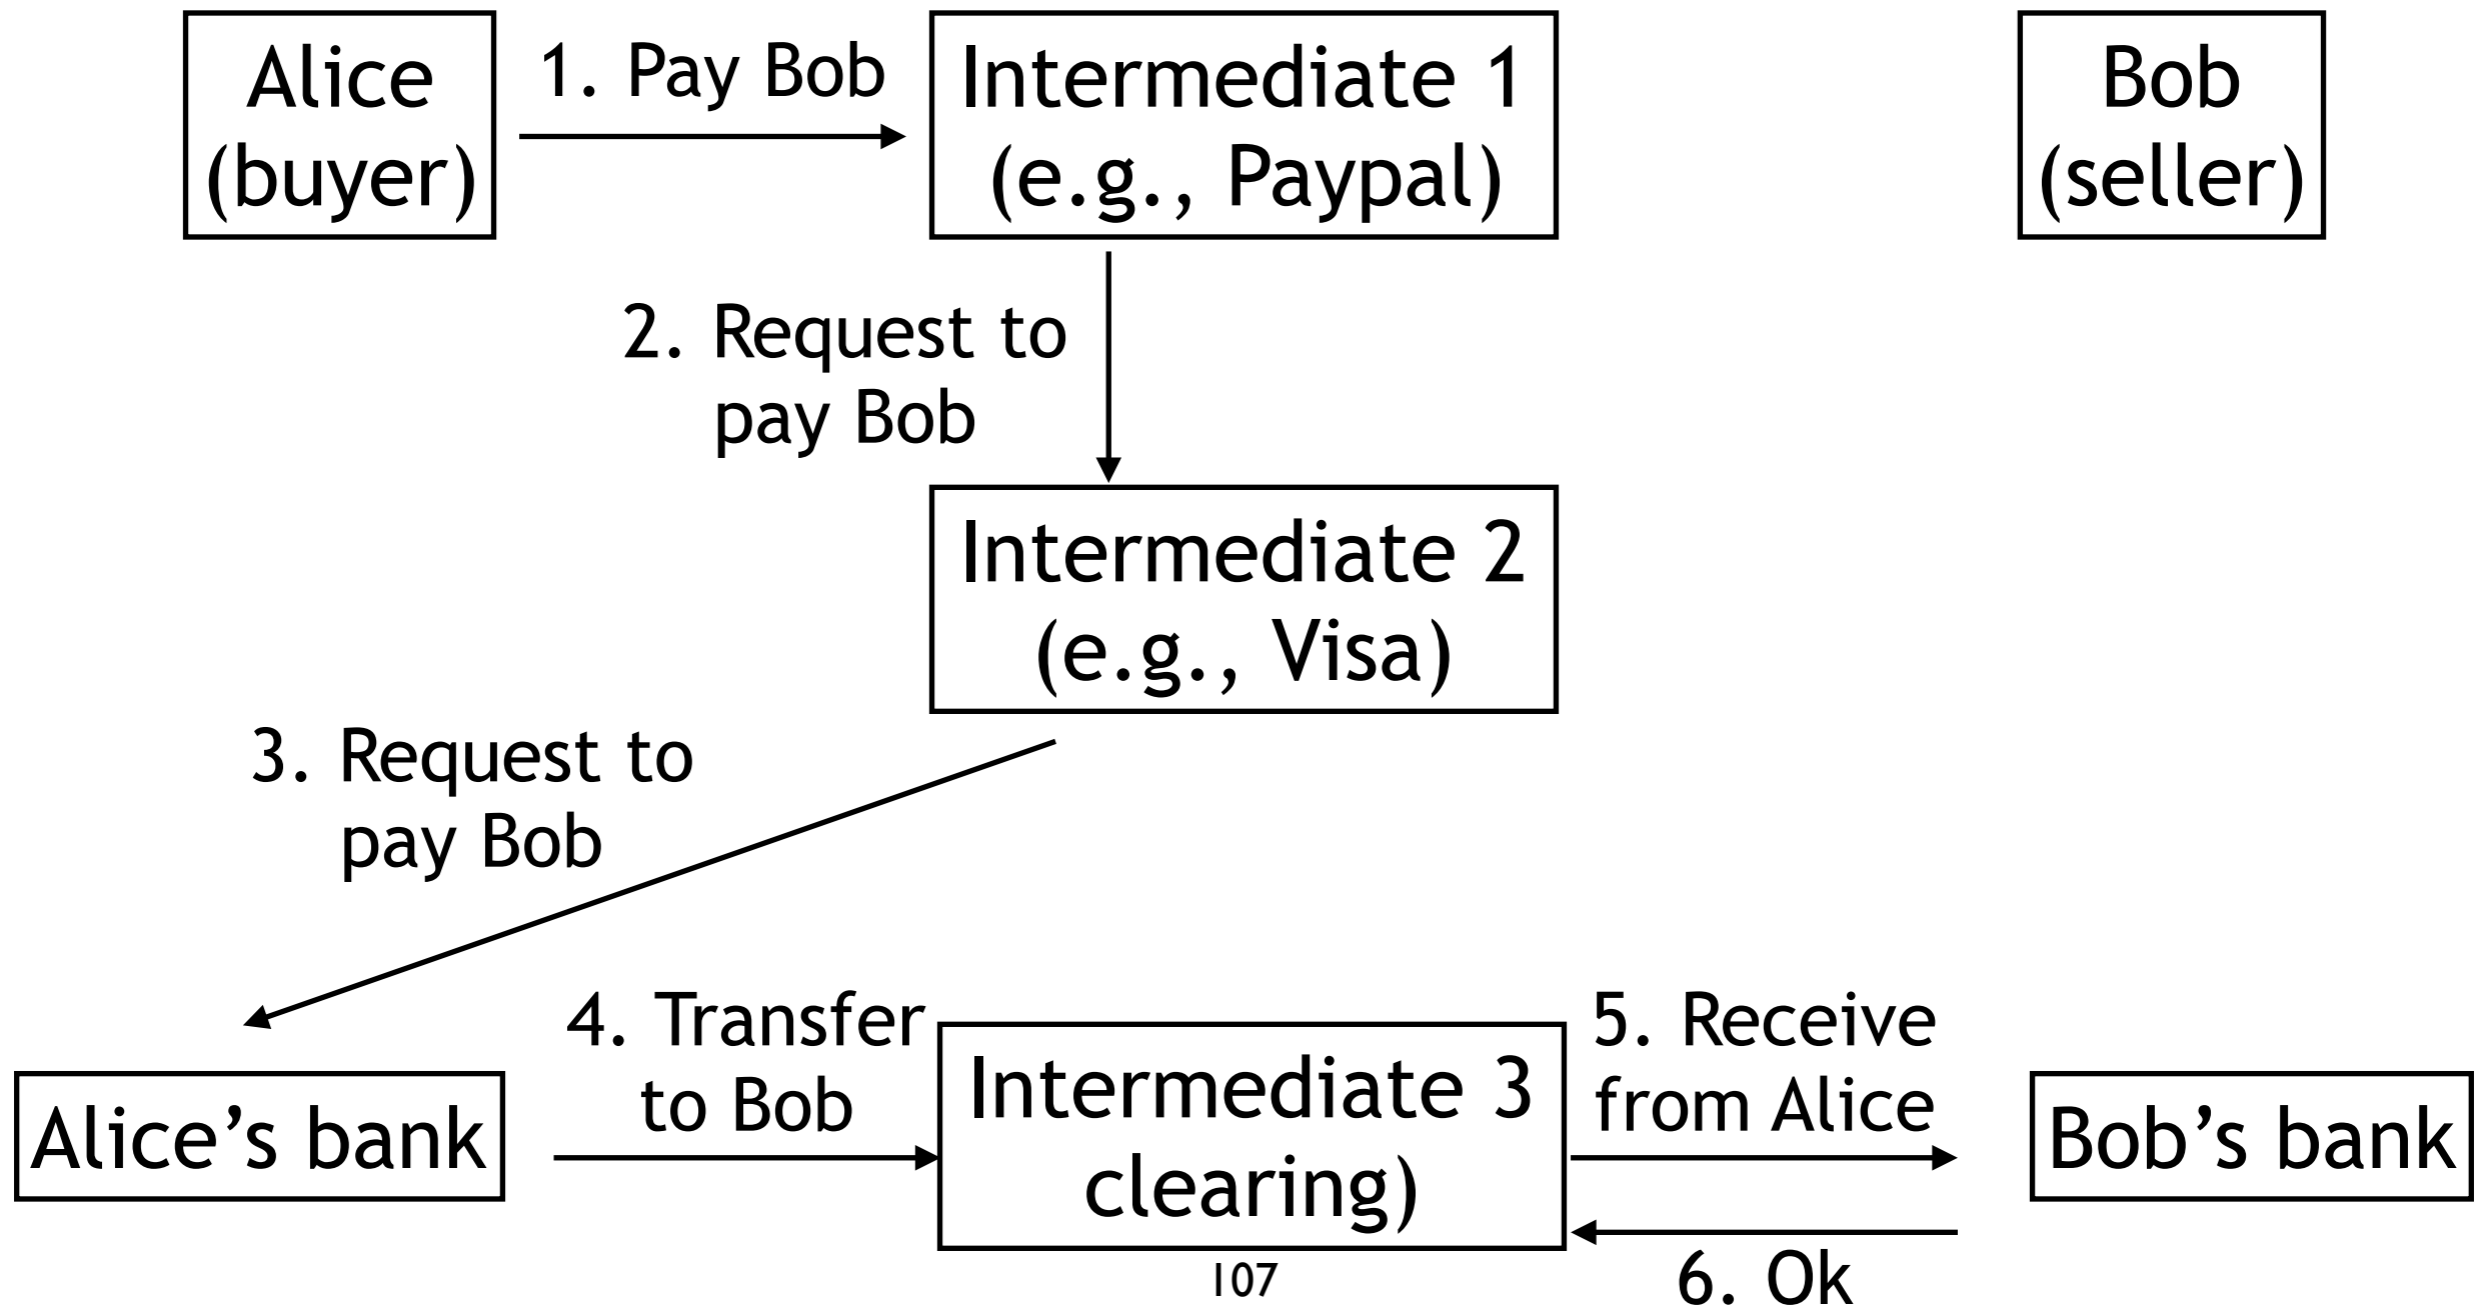 Alice
(buyer)
1. Pay Bob
Intermediate 1
(e.g., Paypal)
Bob
(seller)
2. Request to
pay Bob
Intermediate 2
(e.g., Visa)
3. Request to
pay Bob
Alice’s bank
4. Transfer
to Bob
Intermediate 3
clearing)
5. Receive
from Alice
Bob’s bank
6. Ok
107